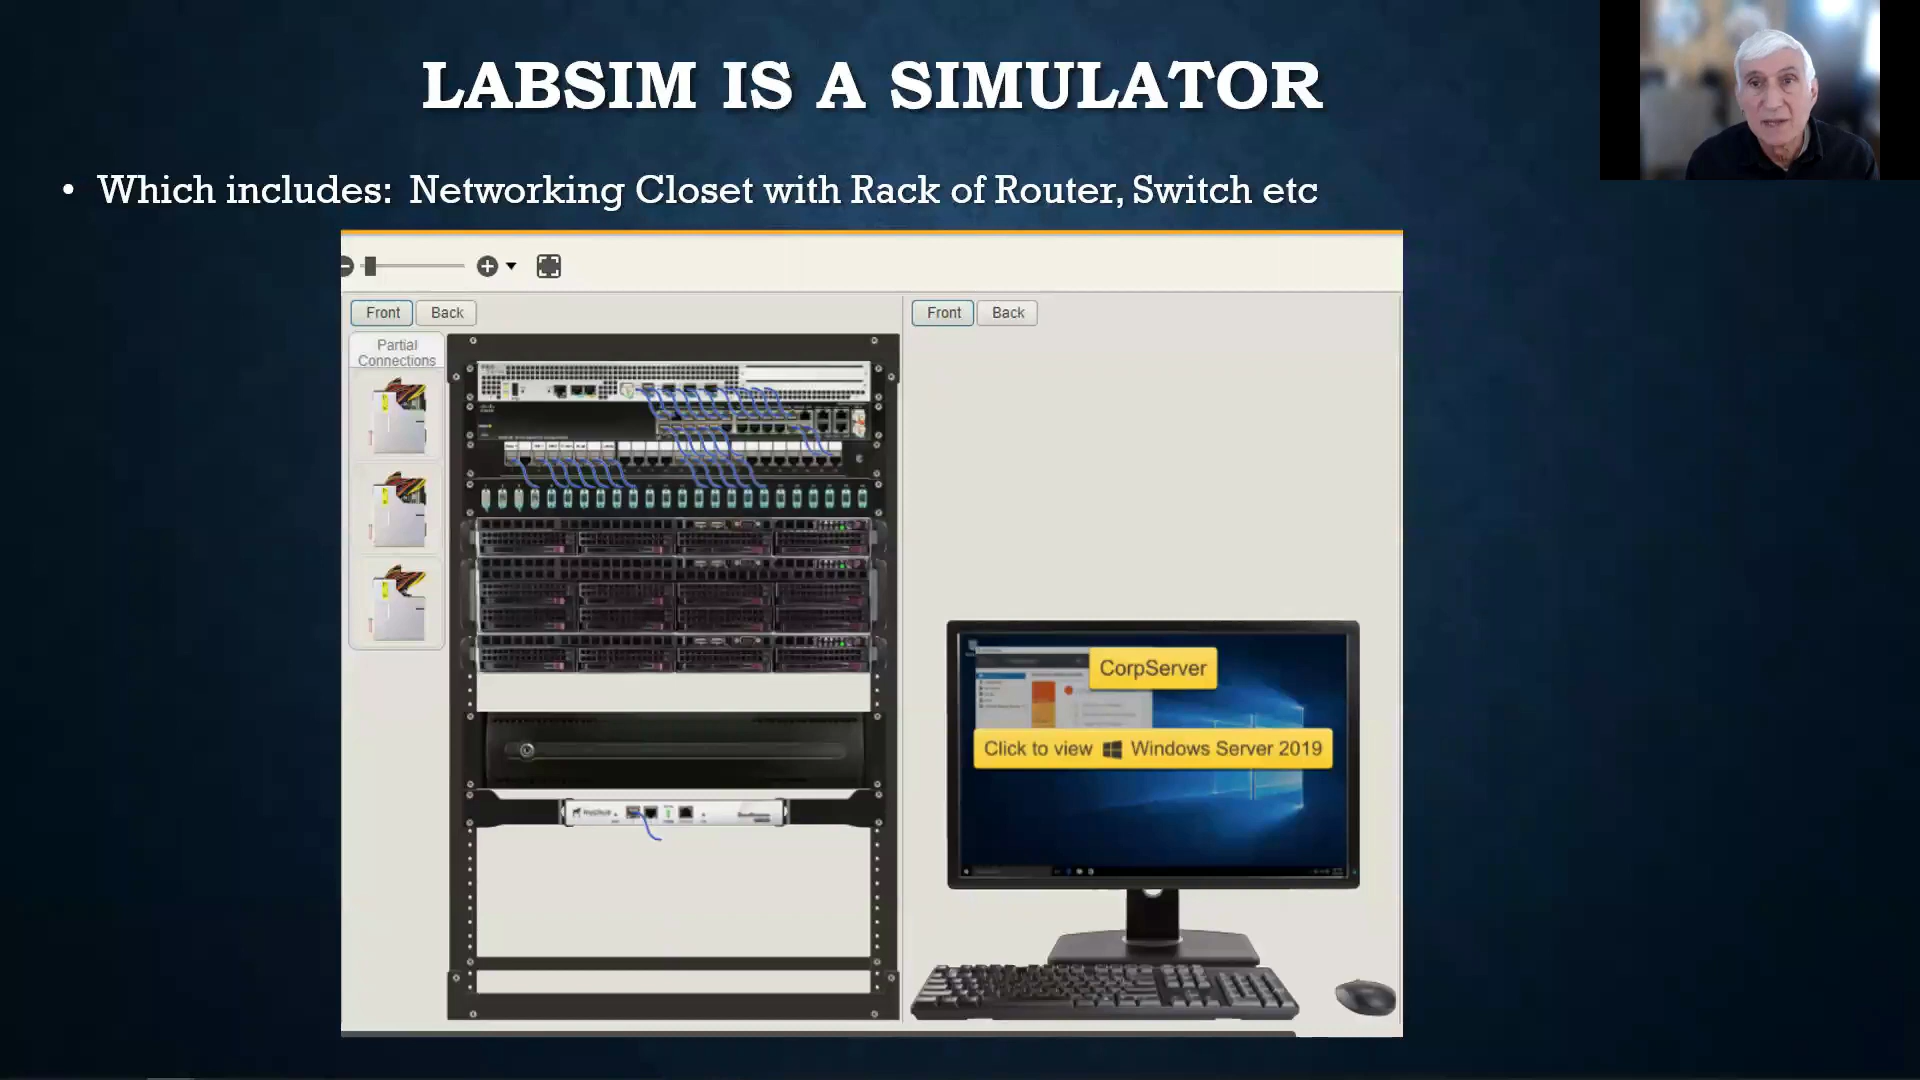 LABSIM IS A SIMULATOR
• Which includes: Networking Closet with Rack of Router, Switch etc
Front Back
Front Back
Partial
Connections
CorpServer
Click to view Windows Server 2019